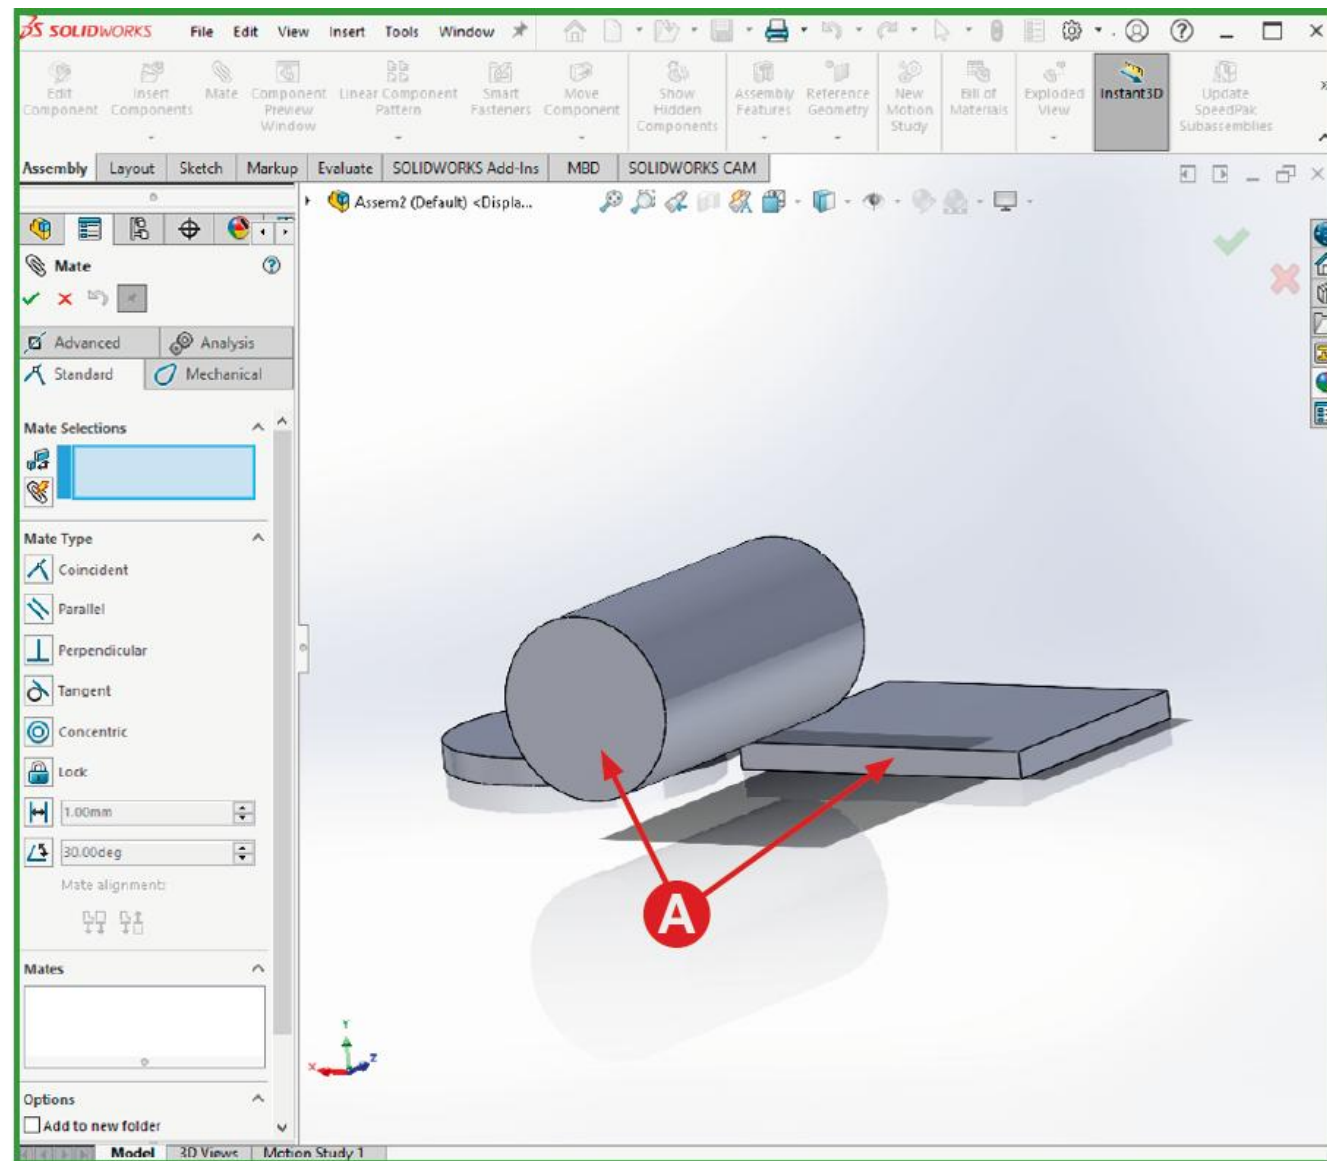 SOLIDWORKS File Edit View Insert Tools Window
Edit Component
Insert Components
Mate
Component Preview Window
Linear Component Pattern
Smart Fasteners
Move Component
Show Hidden Components
Assembly Features
Reference Geometry
New Motion Study
Bill of Materials
Exploded View
Instant3D
Update SpeedPak Subassemblies
Assembly Layout Sketch Markup Evaluate SOLIDWORKS Add-Ins MBD SOLIDWORKS CAM
Assem2 (Default) <Displa...
Mate
Advanced Analysis
Standard Mechanical
Mate Selections
Mate Type
Coincident
Parallel
Perpendicular
Tangent
Concentric
Lock
1.00mm
30.00deg
Mate alignment:
Mates
Options
Add to new folder
A
Y
X
Z
Model 3D Views Motion Study 1